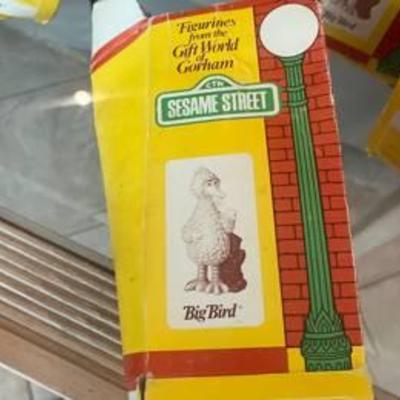 Figurines
from the
Gift World
of
Gorham
CTW
SESAME STREET
Big Bird